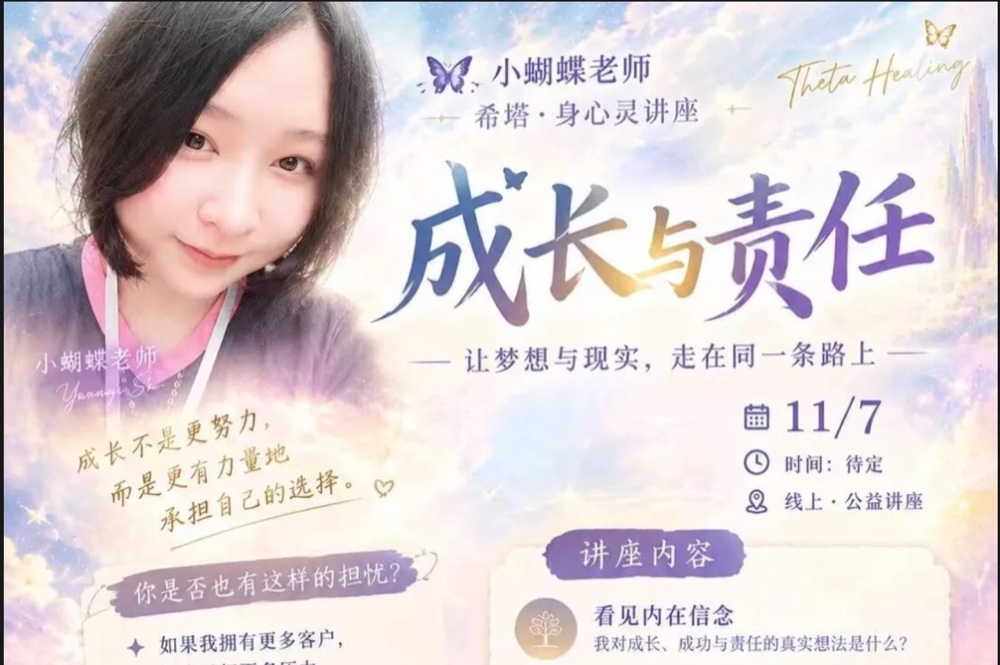 小蝴蝶老师
希塔·身心灵讲座
Theta Healing
成长与责任
让梦想与现实，走在同一条路上
小蝴蝶老师
11/7
时间：待定
线上·公益讲座
成长不是更努力，
而是更有力量地
承担自己的选择。
你是否也有这样的担忧？
如果我拥有更多客户，
讲座内容
看见内在信念
我对成长、成功与责任的真实想法是什么？